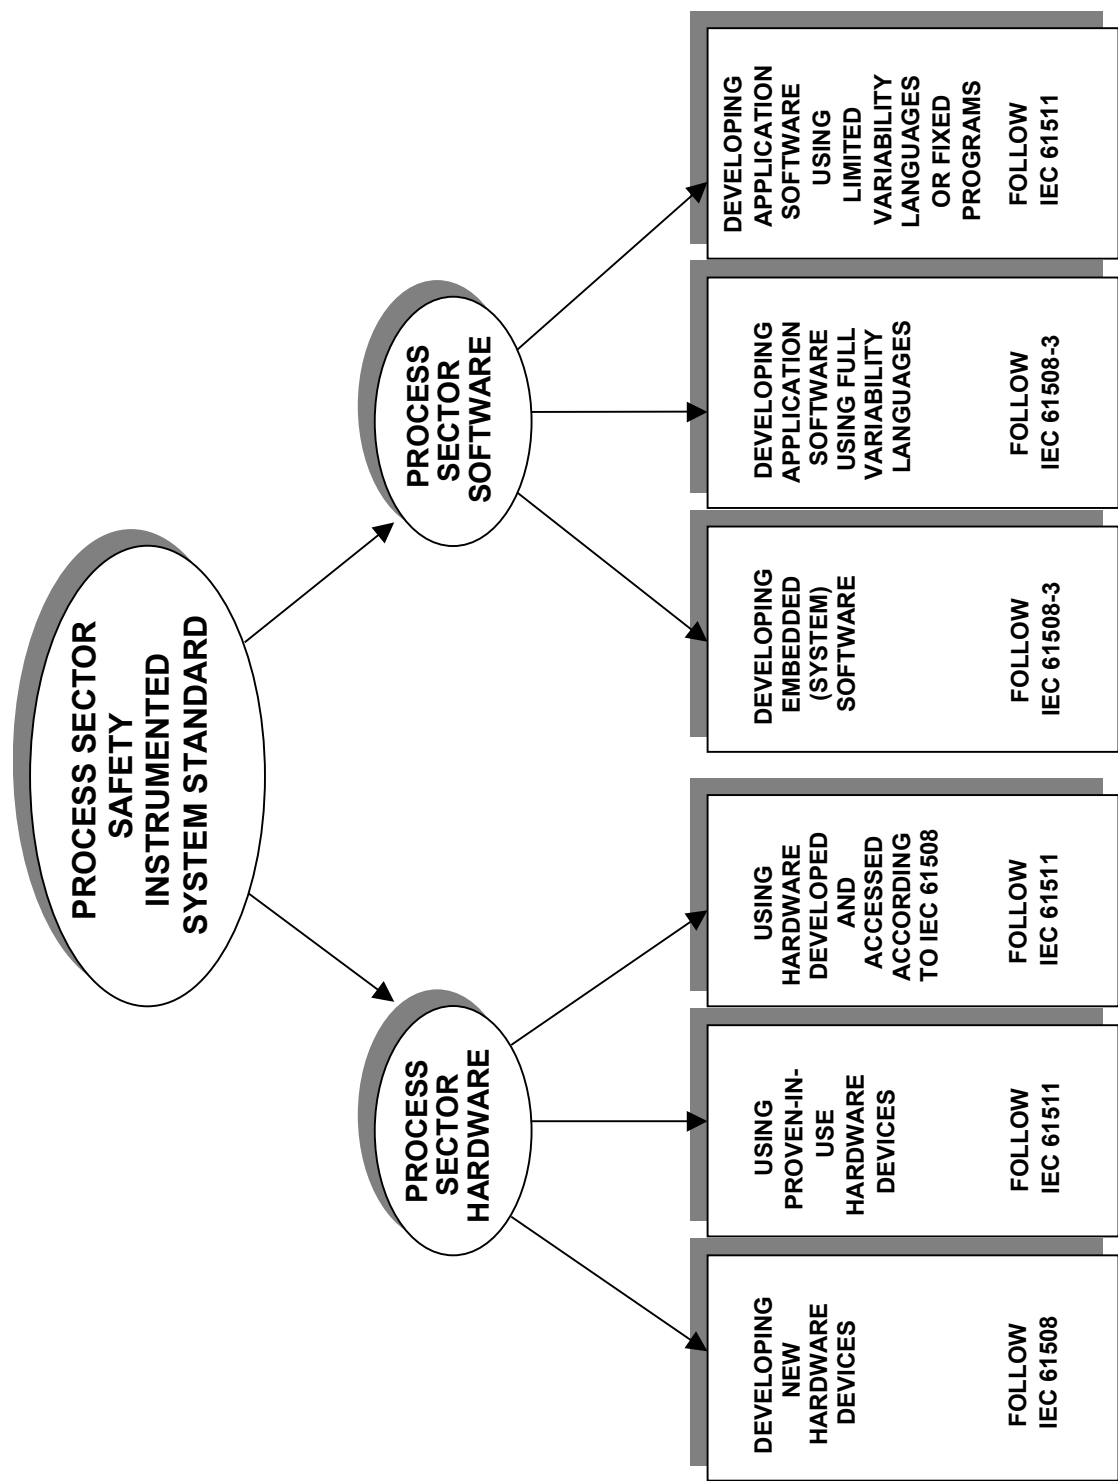 PROCESS SECTOR
SAFETY
INSTRUMENTED
SYSTEM STANDARD
PROCESS
SECTOR
HARDWARE
PROCESS
SECTOR
SOFTWARE
DEVELOPING
NEW
HARDWARE
DEVICES
FOLLOW
IEC 61508
USING
PROVEN-IN-
USE
HARDWARE
DEVICES
FOLLOW
IEC 61511
USING
HARDWARE
DEVELOPED
AND
ACCESSED
ACCORDING
TO IEC 61508
FOLLOW
IEC 61511
DEVELOPING
EMBEDDED
(SYSTEM)
SOFTWARE
FOLLOW
IEC 61508-3
DEVELOPING
APPLICATION
SOFTWARE
USING FULL
VARIABILITY
LANGUAGES
FOLLOW
IEC 61508-3
DEVELOPING
APPLICATION
SOFTWARE
USING
LIMITED
VARIABILITY
LANGUAGES
OR FIXED
PROGRAMS
FOLLOW
IEC 61511